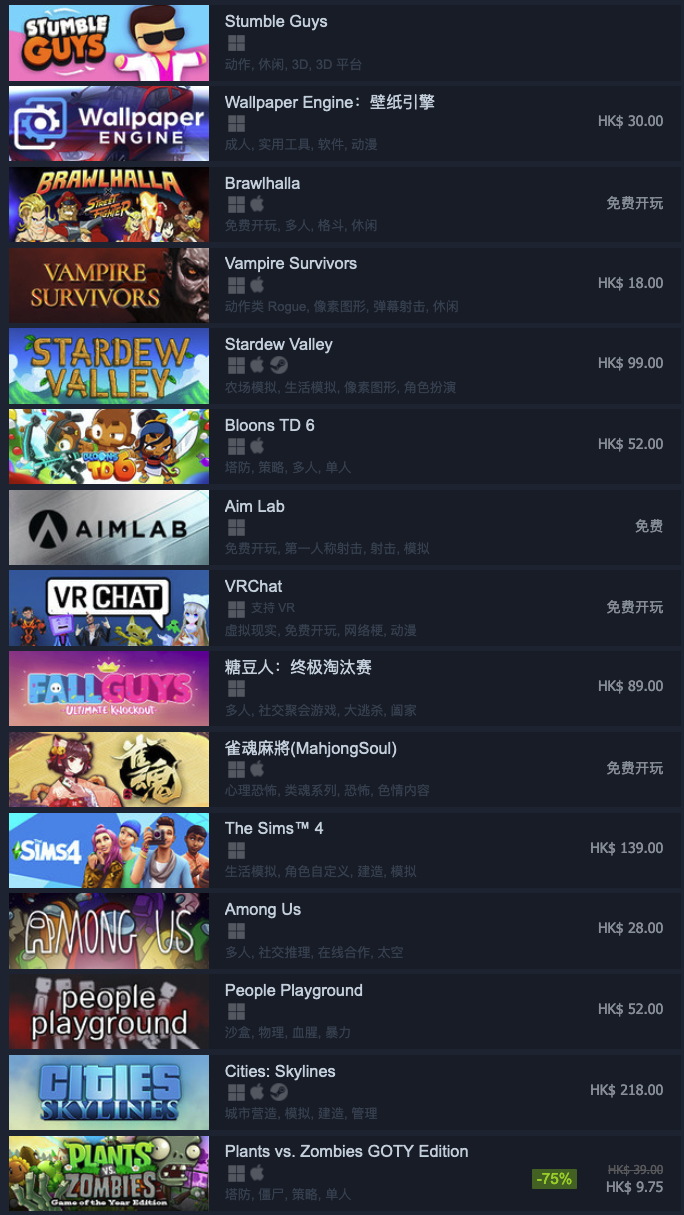 STUMBLE
GUYS
Stumble Guys
动作, 休闲, 3D, 3D 平台
Wallpaper
ENGINE
Wallpaper Engine：壁纸引擎
HK$ 30.00
成人, 实用工具, 软件, 动漫
BRAWLHALLA
X
STREET
FIGHTER
Brawlhalla
免费开玩
免费开玩, 多人, 格斗, 休闲
VAMPIRE
SURVIVORS
Vampire Survivors
HK$ 18.00
动作类 Rogue, 像素图形, 弹幕射击, 休闲
STARDEW
VALLEY
Stardew Valley
HK$ 99.00
农场模拟, 生活模拟, 像素图形, 角色扮演
BLOONS
TD6
Bloons TD 6
HK$ 52.00
塔防, 策略, 多人, 单人
AIMLAB
Aim Lab
免费
免费开玩, 第一人称射击, 射击, 模拟
VRCHAT
VRChat
支持 VR
免费开玩
虚拟现实, 免费开玩, 网络梗, 动漫
FALL GUYS
ULTIMATE KNOCKOUT
糖豆人：终极淘汰赛
HK$ 89.00
多人, 社交聚会游戏, 大逃杀, 阖家
雀魂
雀魂麻將(MahjongSoul)
免费开玩
心理恐怖, 类魂系列, 恐怖, 色情内容
The SIMS4
The Sims™ 4
HK$ 139.00
生活模拟, 角色自定义, 建造, 模拟
AMONG US
Among Us
HK$ 28.00
多人, 社交推理, 在线合作, 太空
people
playground
People Playground
HK$ 52.00
沙盒, 物理, 血腥, 暴力
CITIES
SKYLINES
Cities: Skylines
HK$ 218.00
城市营造, 模拟, 建造, 管理
PLANTS
VS.
ZOMBIES
Game of the Year Edition
Plants vs. Zombies GOTY Edition
-75%
HK$ 39.00
HK$ 9.75
塔防, 僵尸, 策略, 单人